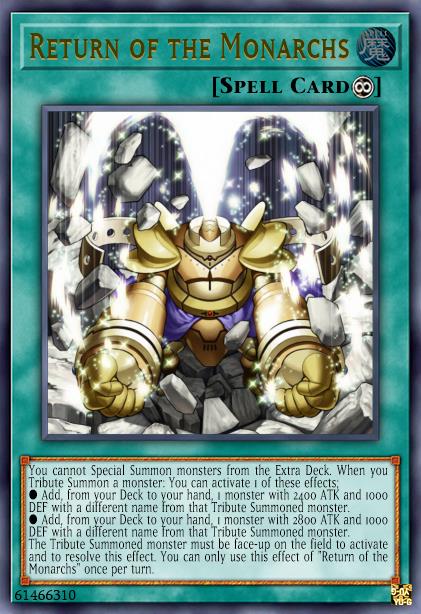 RETURN OF THE MONARCHS 魔
[SPELL CARD]
You cannot Special Summon monsters from the Extra Deck. When you
Tribute Summon a monster: You can activate 1 of these effects;
● Add, from your Deck to your hand, 1 monster with 2400 ATK and 1000
DEF with a different name from that Tribute Summoned monster.
● Add, from your Deck to your hand, 1 monster with 2800 ATK and 1000
DEF with a different name from that Tribute Summoned monster.
The Tribute Summoned monster must be face-up on the field to activate
and to resolve this effect. You can only use this effect of "Return of the
Monarchs" once per turn.
61466310